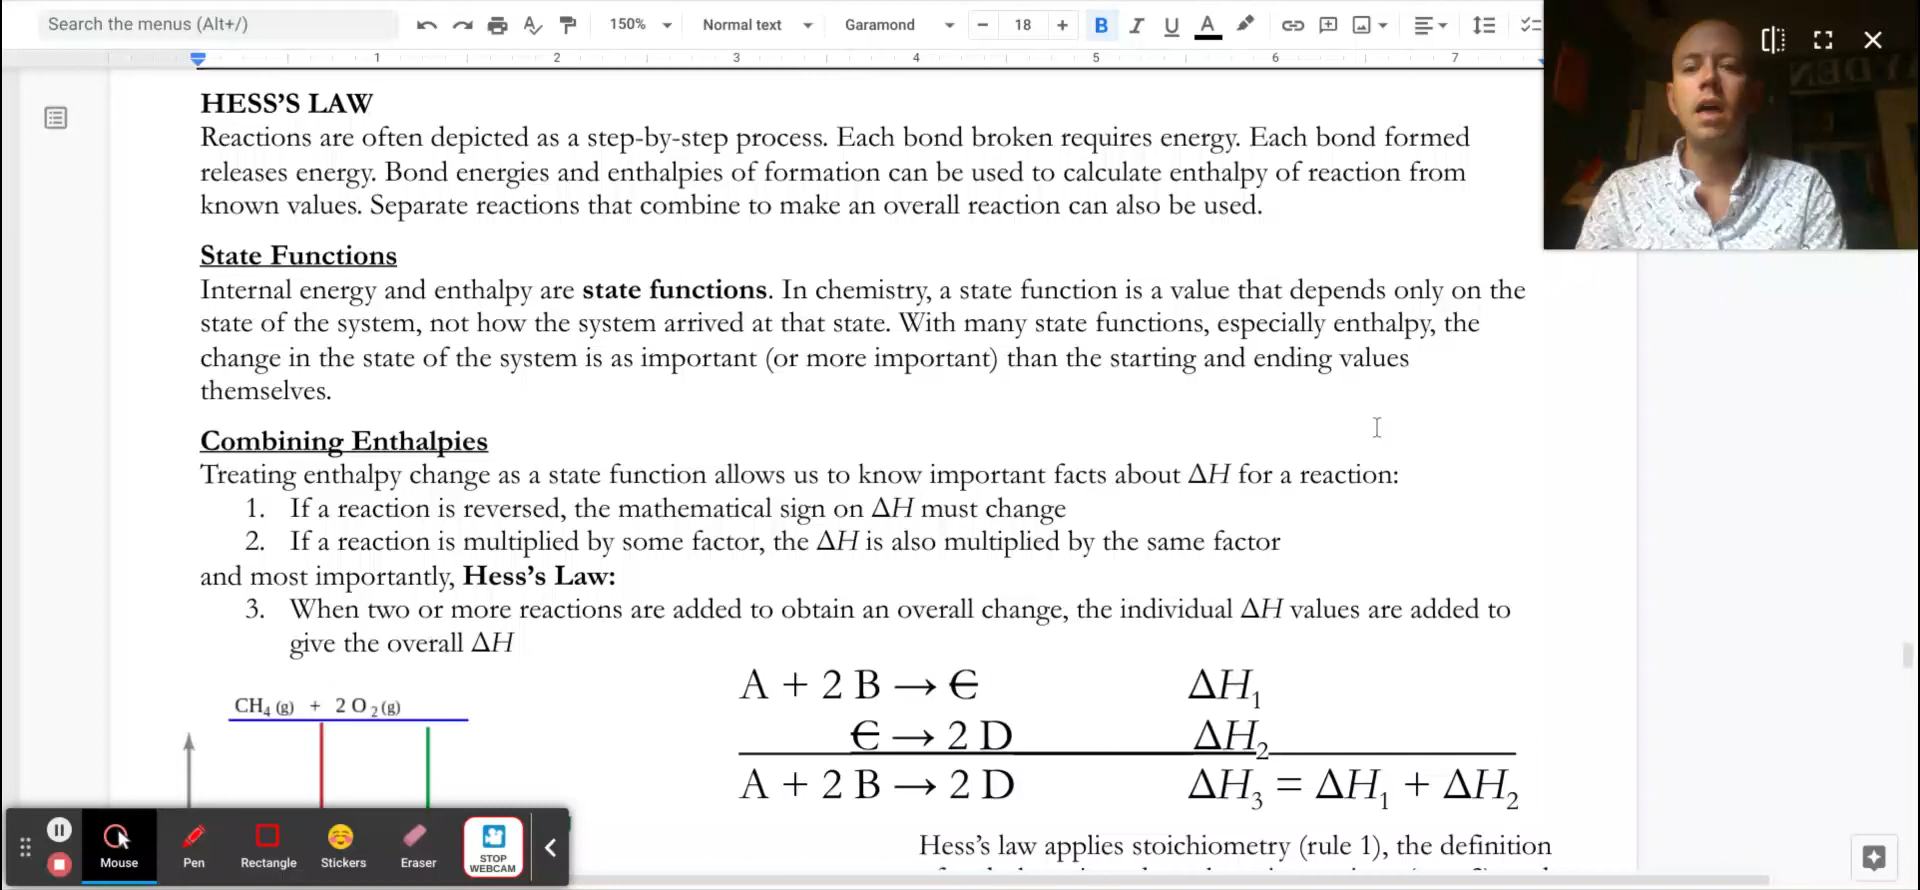 Search the menus (Alt+/)
150%
Normal text
Garamond
18
B I U A
1 2 3 4 5 6 7
HESS'S LAW
Reactions are often depicted as a step-by-step process. Each bond broken requires energy. Each bond formed
releases energy. Bond energies and enthalpies of formation can be used to calculate enthalpy of reaction from
known values. Separate reactions that combine to make an overall reaction can also be used.
State Functions
Internal energy and enthalpy are state functions. In chemistry, a state function is a value that depends only on the
state of the system, not how the system arrived at that state. With many state functions, especially enthalpy, the
change in the state of the system is as important (or more important) than the starting and ending values
themselves.
Combining Enthalpies
Treating enthalpy change as a state function allows us to know important facts about ΔH for a reaction:
1. If a reaction is reversed, the mathematical sign on ΔH must change
2. If a reaction is multiplied by some factor, the ΔH is also multiplied by the same factor
and most importantly, Hess's Law:
3. When two or more reactions are added to obtain an overall change, the individual ΔH values are added to
give the overall ΔH
A + 2 B → C ΔH₁
C → 2 D ΔH₂
A + 2 B → 2 D ΔH₃ = ΔH₁ + ΔH₂
CH₄ (g) + 2 O₂ (g)
Hess's law applies stoichiometry (rule 1), the definition
Mouse
Pen
Rectangle
Stickers
Eraser
STOP
WEBCAM